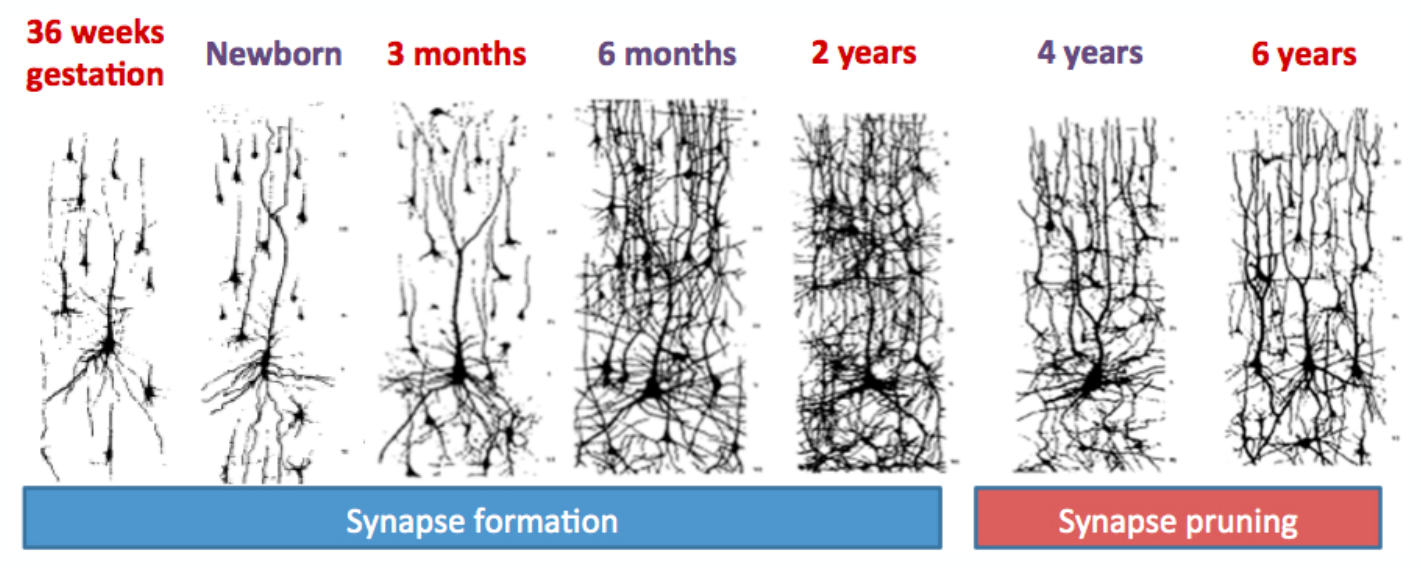 36 weeks
gestation
Newborn
3 months
6 months
2 years
4 years
6 years
Synapse formation
Synapse pruning